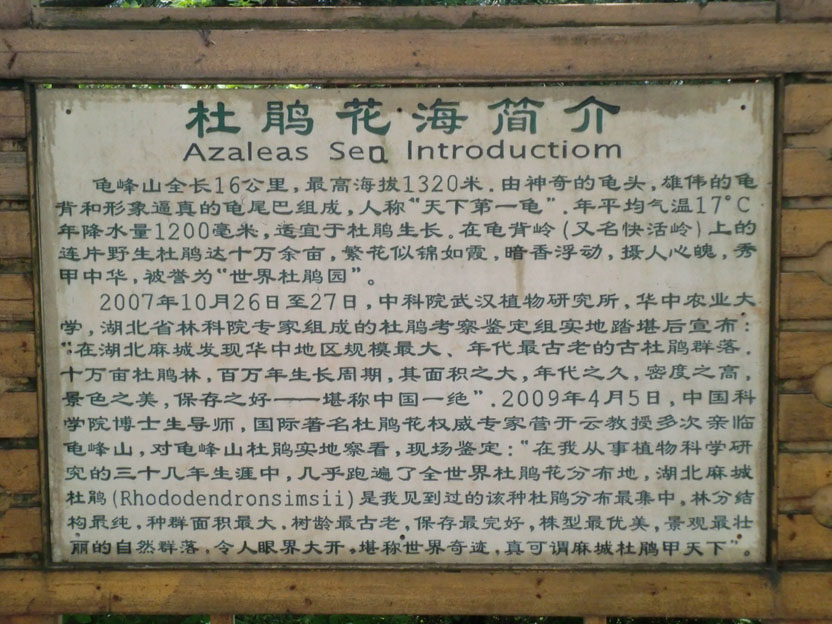 杜鹃花海简介
Azaleas Sea Introductiom
龟峰山全长16公里,最高海拔1320米.由神奇的龟头,雄伟的龟
背和形象逼真的龟尾巴组成,人称“天下第一龟”.年平均气温17°C
年降水量1200毫米,适宜于杜鹃生长.在龟背岭(又名快活岭)上的
连片野生杜鹃达十万余亩,繁花似锦如霞,暗香浮动,摄人心魄,秀
甲中华,被誉为“世界杜鹃园”。
2007年10月26日至27日,中科院武汉植物研究所、华中农业大
学,湖北省林科院专家组成的杜鹃考察鉴定组实地踏堪后宣布:
“在湖北麻城发现华中地区规模最大、年代最古老的古杜鹃群落.
十万亩杜鹃林,百万年生长周期,其面积之大,年代之久,密度之高,
景色之美,保存之好——堪称中国一绝”.2009年4月5日,中国科
学院博士生导师,国际著名杜鹃花权威专家营开云教授多次亲临
龟峰山,对龟峰山杜鹃实地察看,现场鉴定:“在我从事植物科学研
究的三十几年生涯中,几乎跑遍了全世界杜鹃花分布地,湖北麻城
杜鹃(Rhododendronsimsii)是我见到过的该种杜鹃分布最集中,林分结
构最纯,种群面积最大,树龄最古老,保存最完好,株型最优美,景观最壮
丽的自然群落,令人眼界大开,堪称世界奇迹,真可谓麻城杜鹃甲天下”。